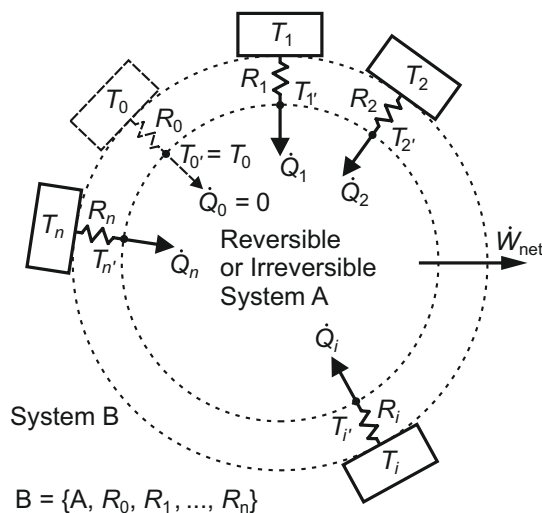 T₁
R₁
T₁′
Q̇₁
T₂
R₂
T₂′
Q̇₂
T₀
R₀
T₀′ = T₀
Q̇₀ = 0
Tₙ
Rₙ
Tₙ′
Q̇ₙ
Reversible
or Irreversible
System A
Ẇnet
Q̇ᵢ
Tᵢ′
Rᵢ
Tᵢ
System B
B = {A, R₀, R₁, ..., Rₙ}